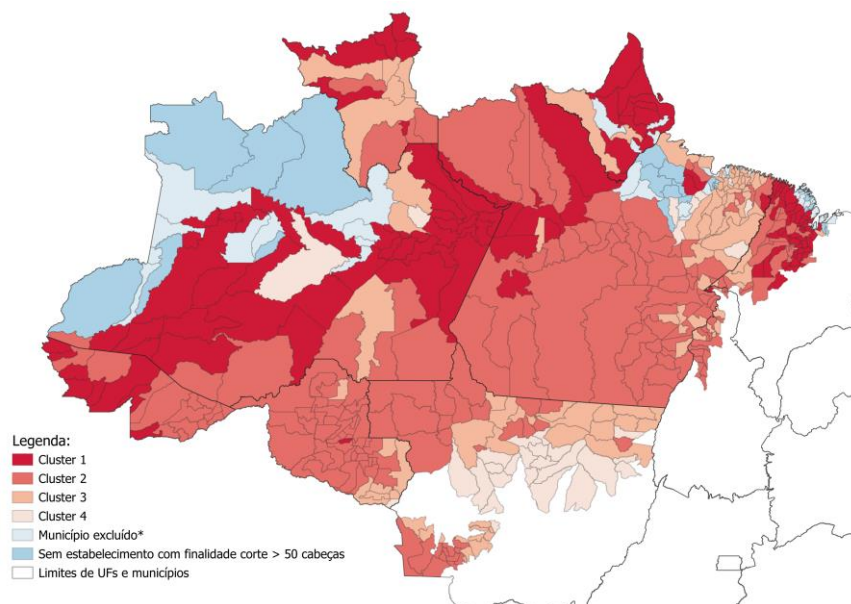 Legenda:
Cluster 1
Cluster 2
Cluster 3
Cluster 4
Município excluído*
Sem estabelecimento com finalidade corte > 50 cabeças
Limites de UFs e municípios